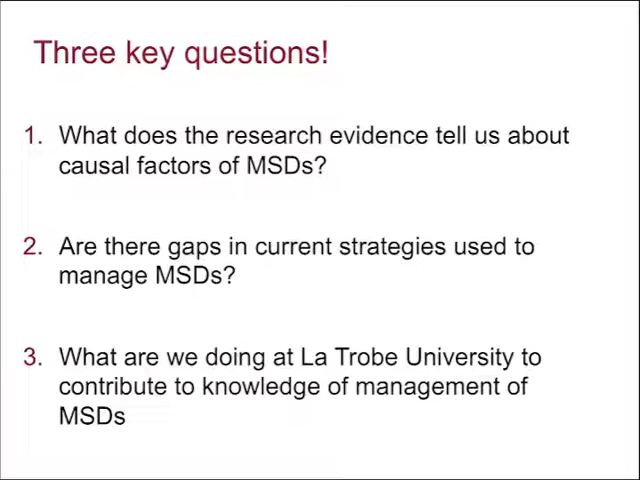 Three key questions!
1. What does the research evidence tell us about
causal factors of MSDs?
2. Are there gaps in current strategies used to
manage MSDs?
3. What are we doing at La Trobe University to
contribute to knowledge of management of
MSDs